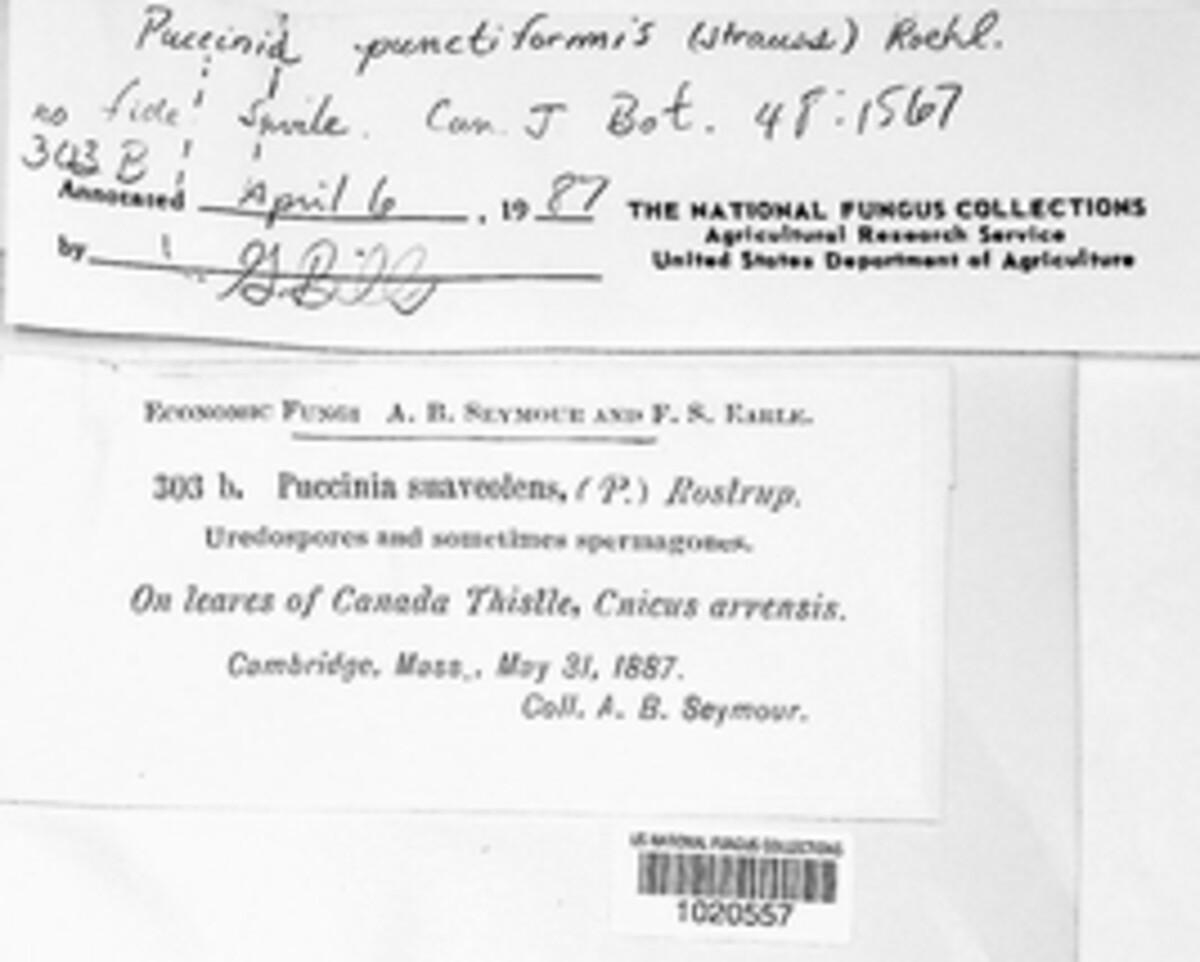 Puccinia punctiformis (Strauss) Roehl.
no fide Savile. Can J Bot. 48:1567
303 B
Annotated April 6, 1987
by G. Bills
THE NATIONAL FUNGUS COLLECTIONS
Agricultural Research Service
United States Department of Agriculture
ECONOMIC FUNGI A. B. SEYMOUR AND F. S. EARLE.
303 b. Puccinia suaveolens, (P.) Rostrup.
Uredospores and sometimes spermagones.
On leaves of Canada Thistle, Cnicus arvensis.
Cambridge, Mass., May 31, 1887.
Coll. A. B. Seymour.
US NATIONAL FUNGUS COLLECTIONS
1020557